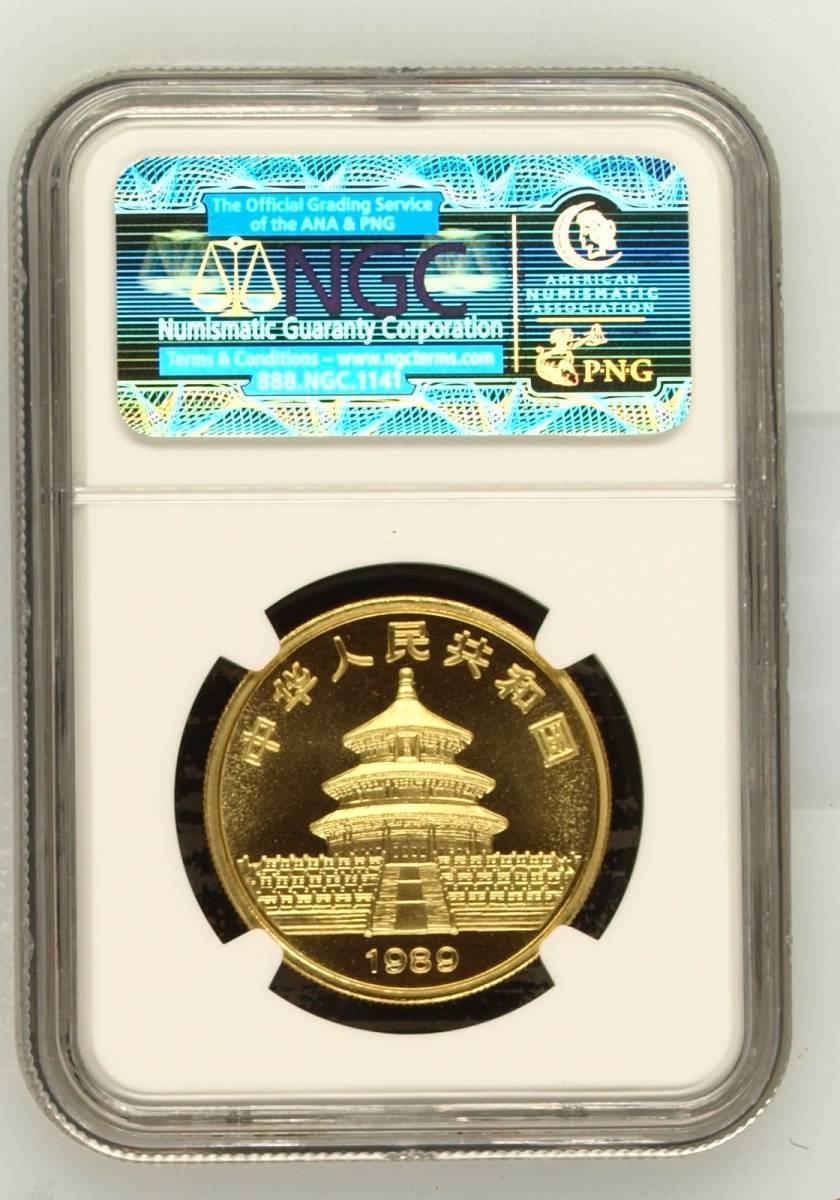 The Official Grading Service
of the ANA & PNG
NGC
Numismatic Guaranty Corporation
Terms & Conditions – www.ngcterms.com
888.NGC.1141
AMERICAN
NUMISMATIC
ASSOCIATION
P·N·G
中华人民共和国
1989